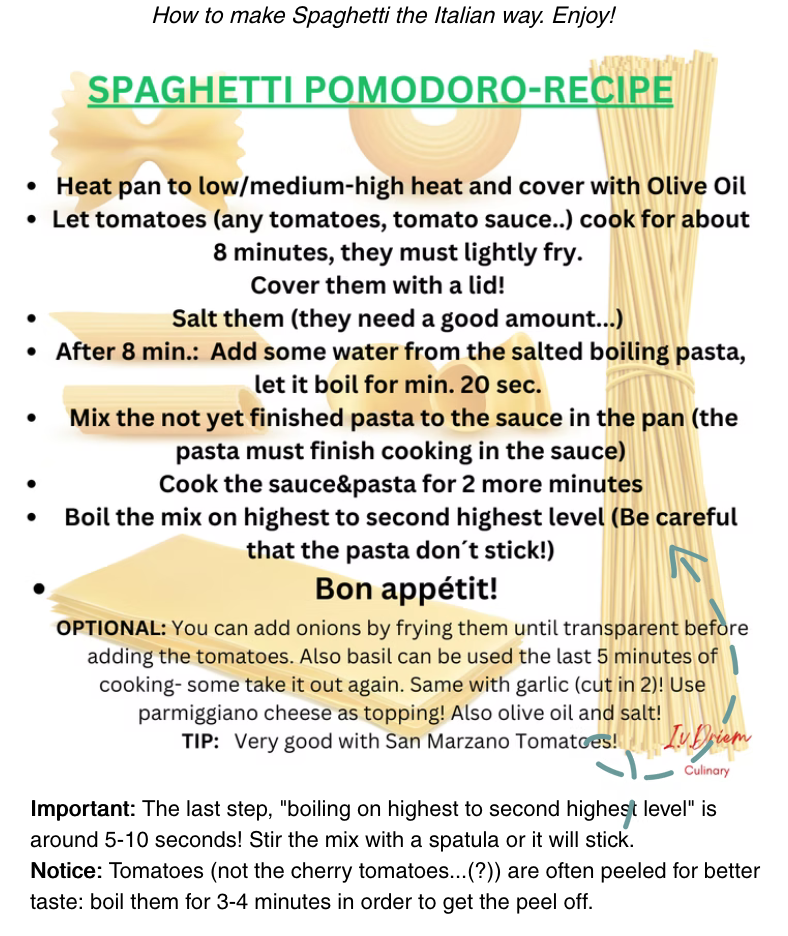 How to make Spaghetti the Italian way. Enjoy!
SPAGHETTI POMODORO-RECIPE
• Heat pan to low/medium-high heat and cover with Olive Oil
• Let tomatoes (any tomatoes, tomato sauce..) cook for about
8 minutes, they must lightly fry.
Cover them with a lid!
• Salt them (they need a good amount...)
• After 8 min.: Add some water from the salted boiling pasta,
let it boil for min. 20 sec.
• Mix the not yet finished pasta to the sauce in the pan (the
pasta must finish cooking in the sauce)
• Cook the sauce&pasta for 2 more minutes
• Boil the mix on highest to second highest level (Be careful
that the pasta don´t stick!)
• Bon appétit!
OPTIONAL: You can add onions by frying them until transparent before
adding the tomatoes. Also basil can be used the last 5 minutes of
cooking- some take it out again. Same with garlic (cut in 2)! Use
parmiggiano cheese as topping! Also olive oil and salt!
TIP: Very good with San Marzano Tomatoes!
I.v.Driem
Culinary
Important: The last step, "boiling on highest to second highest level" is
around 5-10 seconds! Stir the mix with a spatula or it will stick.
Notice: Tomatoes (not the cherry tomatoes...(?)) are often peeled for better
taste: boil them for 3-4 minutes in order to get the peel off.